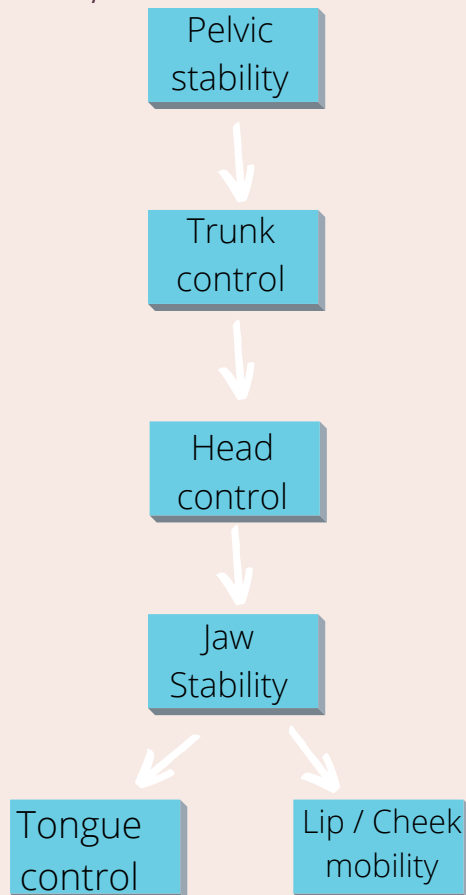 Pelvic
stability
Trunk
control
Head
control
Jaw
Stability
Tongue
control
Lip / Cheek
mobility